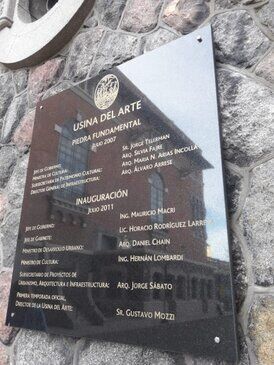 USINA DEL ARTE
PIEDRA FUNDAMENTAL
JULIO 2007
JEFE DE GOBIERNO: SR. JORGE TELERMAN
MINISTRA DE CULTURA: ARQ. SILVIA FAJRE
SUBSECRETARIA DE PATRIMONIO CULTURAL: ARQ. MARIA N. ARIAS INCOLLÁ
DIRECTOR GENERAL DE INFRAESTRUCTURA: ARQ. ÁLVARO ARRESE
INAUGURACIÓN
JULIO 2011
JEFE DE GOBIERNO: ING. MAURICIO MACRI
JEFE DE GABINETE: LIC. HORACIO RODRÍGUEZ LARRE
MINISTRO DE DESARROLLO URBANO: ARQ. DANIEL CHAIN
MINISTRO DE CULTURA: ING. HERNÁN LOMBARDI
SUBSECRETARIO DE PROYECTOS DE
URBANISMO, ARQUITECTURA E INFRAESTRUCTURA: ARQ. JORGE SÁBATO
PRIMERA TEMPORADA OFICIAL,
DIRECTOR DE LA USINA DEL ARTE: SR. GUSTAVO MOZZI